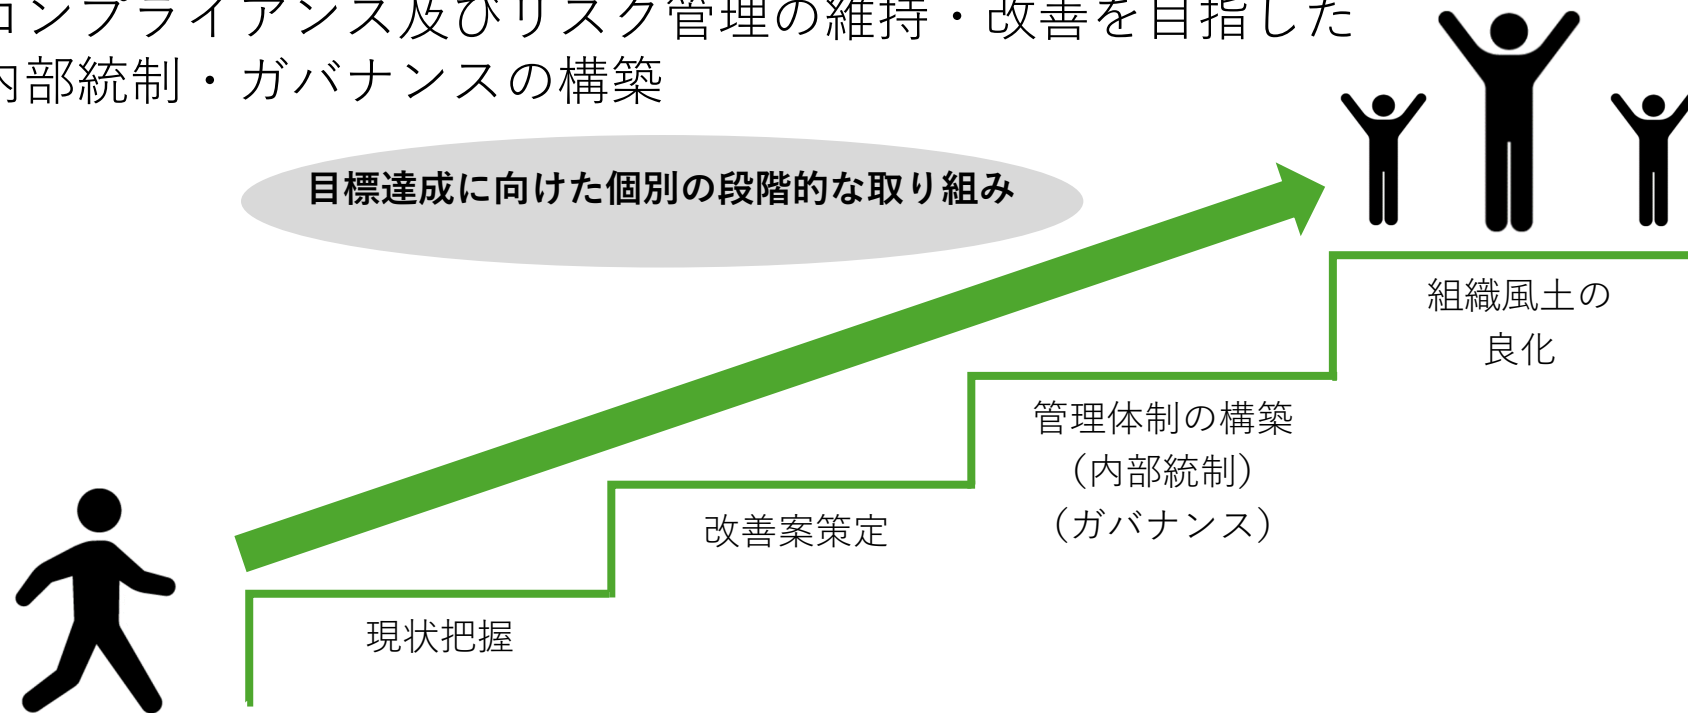 コンプライアンス及びリスク管理の維持・改善を目指した
内部統制・ガバナンスの構築
目標達成に向けた個別の段階的な取り組み
組織風土の
良化
管理体制の構築
（内部統制）
（ガバナンス）
改善案策定
現状把握